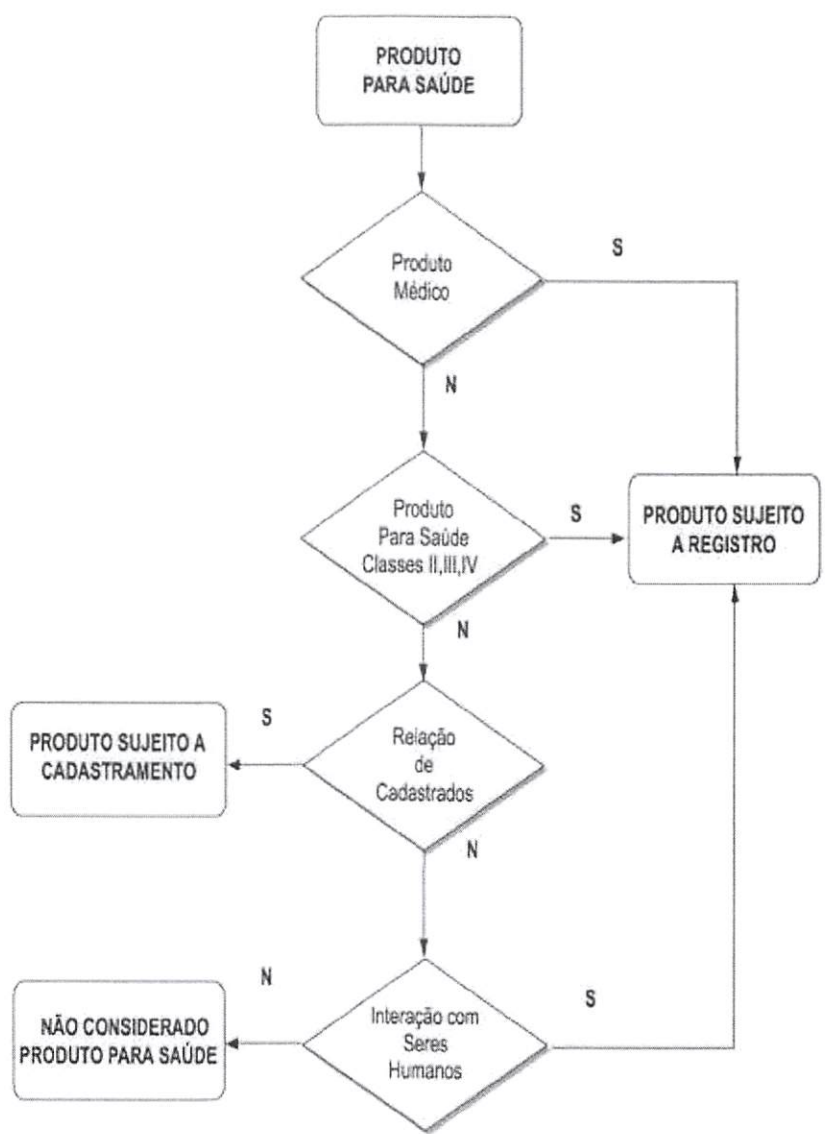 PRODUTO
PARA SAÚDE
Produto
Médico
S
N
Produto
Para Saúde
Classes II,III,IV
S
PRODUTO SUJEITO
A REGISTRO
N
Relação
de
Cadastrados
S
PRODUTO SUJEITO A
CADASTRAMENTO
N
Interação com
Seres
Humanos
N
S
NÃO CONSIDERADO
PRODUTO PARA SAÚDE